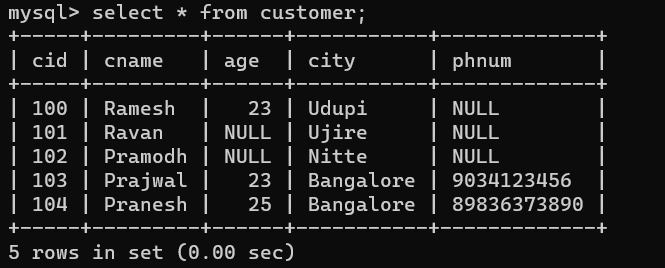 mysql> select * from customer;
+-----+---------+------+-----------+-------------+
| cid | cname   | age  | city      | phnum       |
+-----+---------+------+-----------+-------------+
| 100 | Ramesh  |   23 | Udupi     | NULL        |
| 101 | Ravan   | NULL | Ujire     | NULL        |
| 102 | Pramodh | NULL | Nitte     | NULL        |
| 103 | Prajwal |   23 | Bangalore | 9034123456  |
| 104 | Pranesh |   25 | Bangalore | 89836373890 |
+-----+---------+------+-----------+-------------+
5 rows in set (0.00 sec)